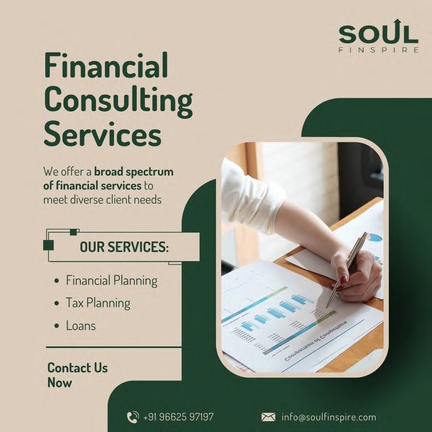 SOUL
FINSPIRE
Financial
Consulting
Services
We offer a broad spectrum
of financial services to
meet diverse client needs
OUR SERVICES:
• Financial Planning
• Tax Planning
• Loans
Contact Us
Now
+91 96625 97197
info@soulfinspire.com